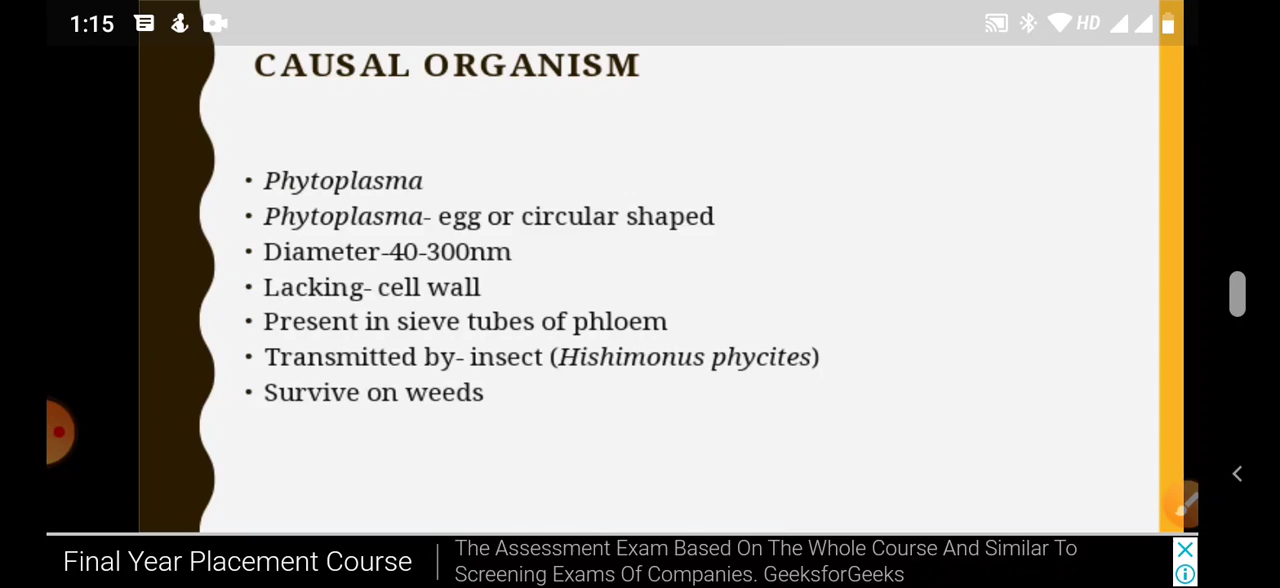 1:15 HD
CAUSAL ORGANISM
• Phytoplasma
• Phytoplasma- egg or circular shaped
• Diameter-40-300nm
• Lacking- cell wall
• Present in sieve tubes of phloem
• Transmitted by- insect (Hishimonus phycites)
• Survive on weeds
Final Year Placement Course
The Assessment Exam Based On The Whole Course And Similar To
Screening Exams Of Companies. GeeksforGeeks